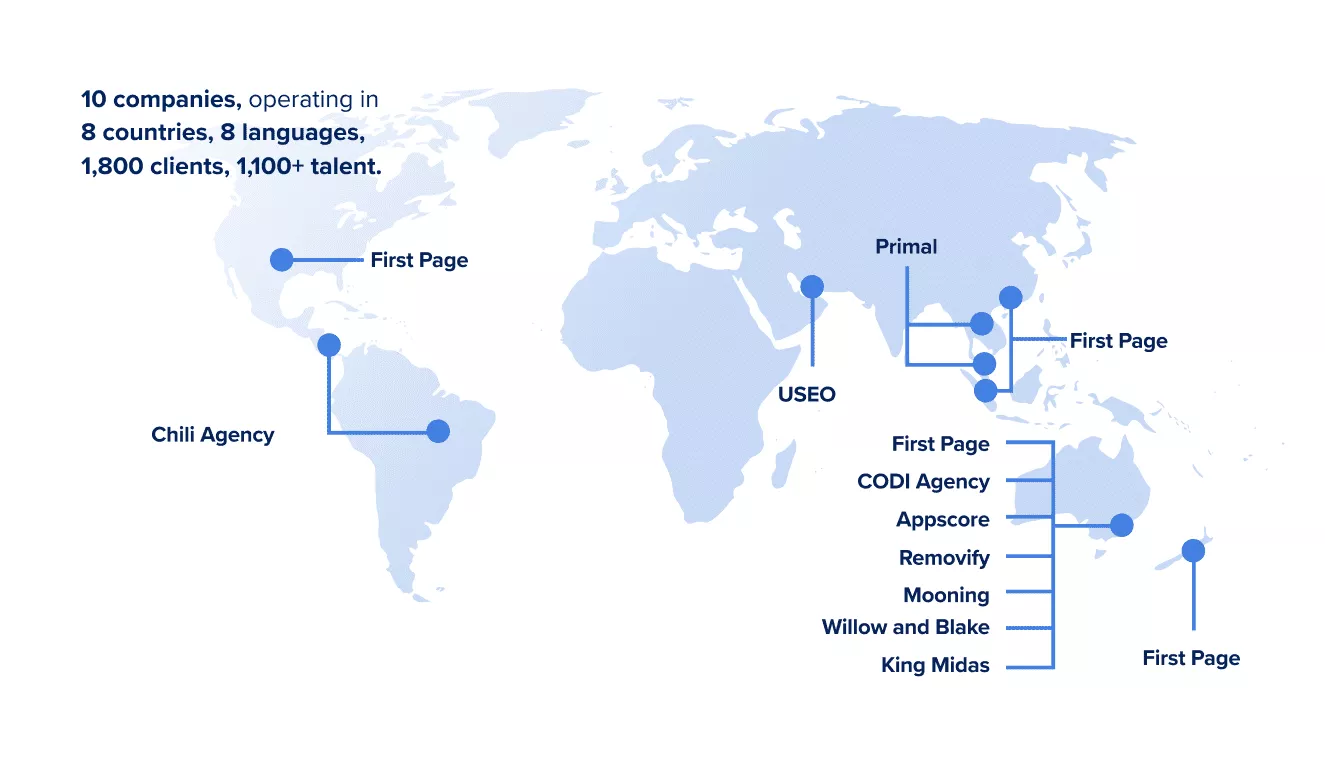 10 companies, operating in
8 countries, 8 languages,
1,800 clients, 1,100+ talent.
Primal
First Page
First Page
USEO
Chili Agency
First Page
CODI Agency
Appscore
Removify
Mooning
Willow and Blake
King Midas
First Page